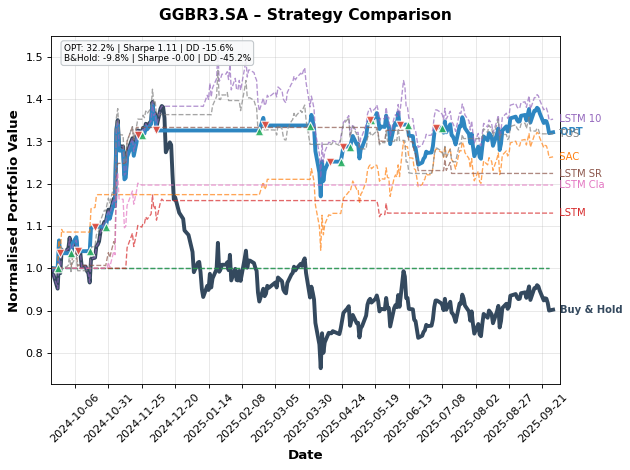 GGBR3.SA – Strategy Comparison
OPT: 32.2% | Sharpe 1.11 | DD -15.6%
B&Hold: -9.8% | Sharpe -0.00 | DD -45.2%
Normalised Portfolio Value
1.5
1.4
1.3
1.2
1.1
1.0
0.9
0.8
LSTM 10
OPT
SAC
LSTM SR
LSTM Cla
LSTM
Buy & Hold
2024-10-06
2024-10-31
2024-11-25
2024-12-20
2025-01-14
2025-02-08
2025-03-05
2025-03-30
2025-04-24
2025-05-19
2025-06-13
2025-07-08
2025-08-02
2025-08-27
2025-09-21
Date